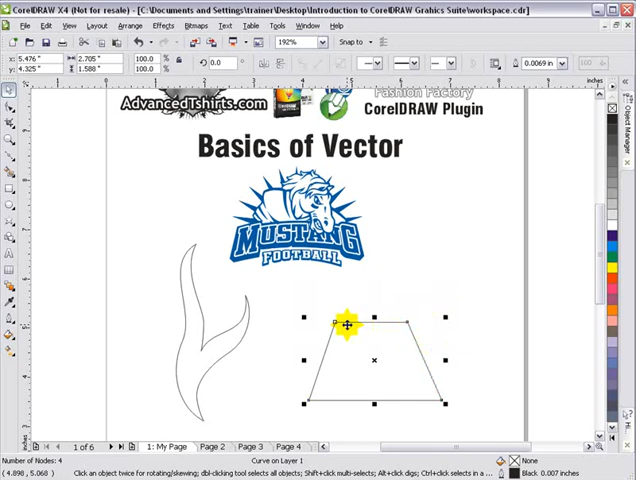 CorelDRAW X4 (Not for resale) - [C:\Documents and Settings\trainer\Desktop\Introduction to CorelDRAW Grahics Suite\workspace.cdr]
File Edit View Layout Arrange Effects Bitmaps Text Table Tools Window Help
192% Snap to
x: 5.476 " 2.705 " 100.0
y: 4.325 " 1.588 " 100.0 0.0 ° 0.0069 in
inches
AdvancedTshirts.com
Fashion Factory
CorelDRAW Plugin
Basics of Vector
MUSTANG
FOOTBALL
Object Manager
Hi
1 of 6 1: My Page Page 2 Page 3 Page 4
Number of Nodes: 4 Curve on Layer 1 None
( 4.898 , 5.068 ) Click an object twice for rotating/skewing; dbl-clicking tool selects all objects; Shift+click multi-selects; Alt+click digs; Ctrl+click selects in a ... Black 0.007 inches